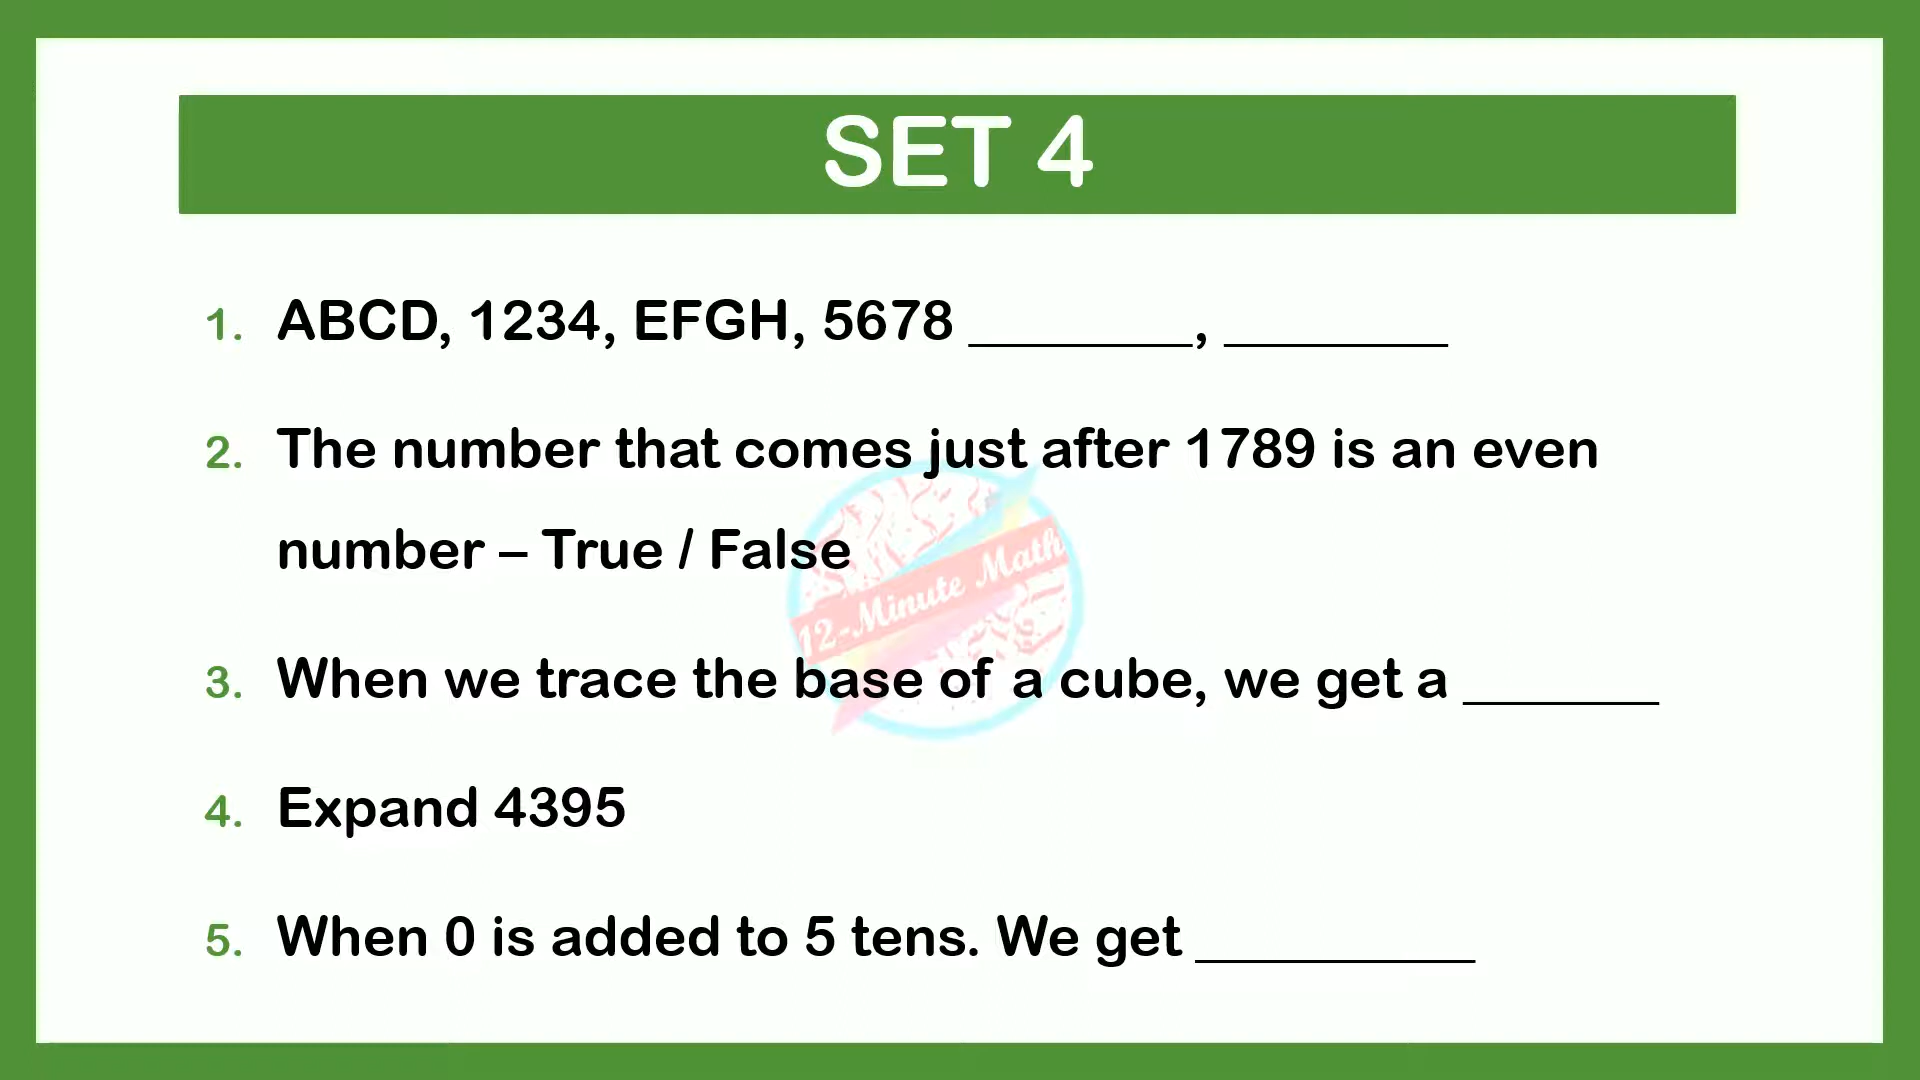 SET 4
1. ABCD, 1234, EFGH, 5678 ________, ________
2. The number that comes just after 1789 is an even
number – True / False
12-Minute Math
3. When we trace the base of a cube, we get a _______
4. Expand 4395
5. When 0 is added to 5 tens. We get __________